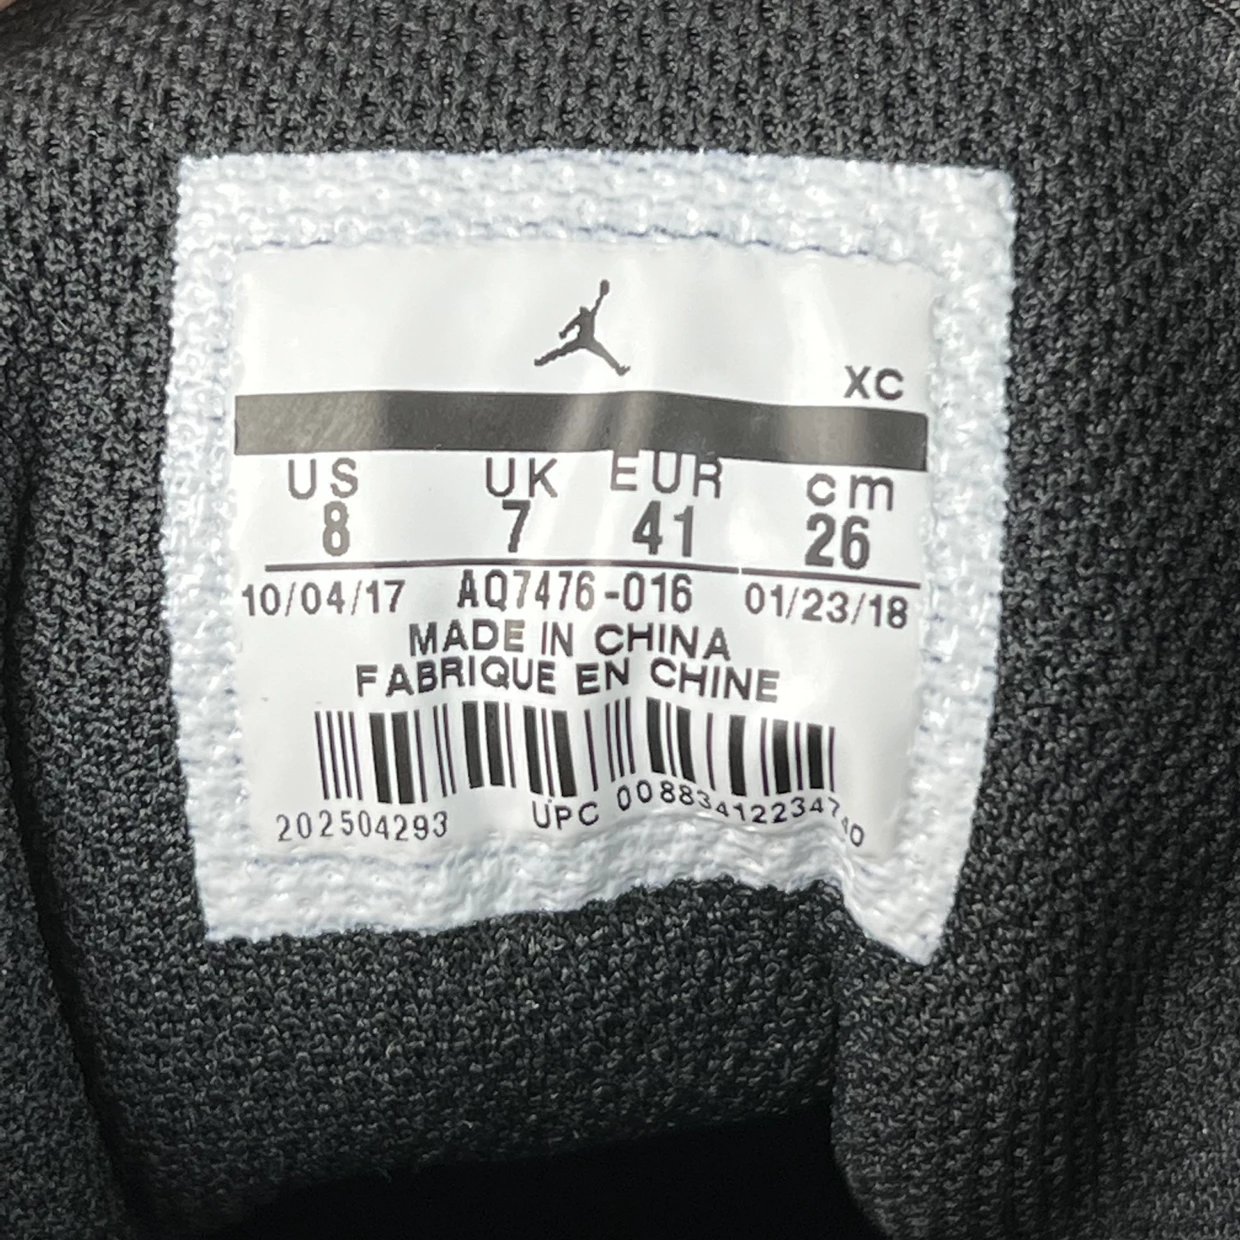 XC
US UK EUR cm
8 7 41 26
10/04/17 AQ7476-016 01/23/18
MADE IN CHINA
FABRIQUE EN CHINE
202504293 UPC 00883412234740